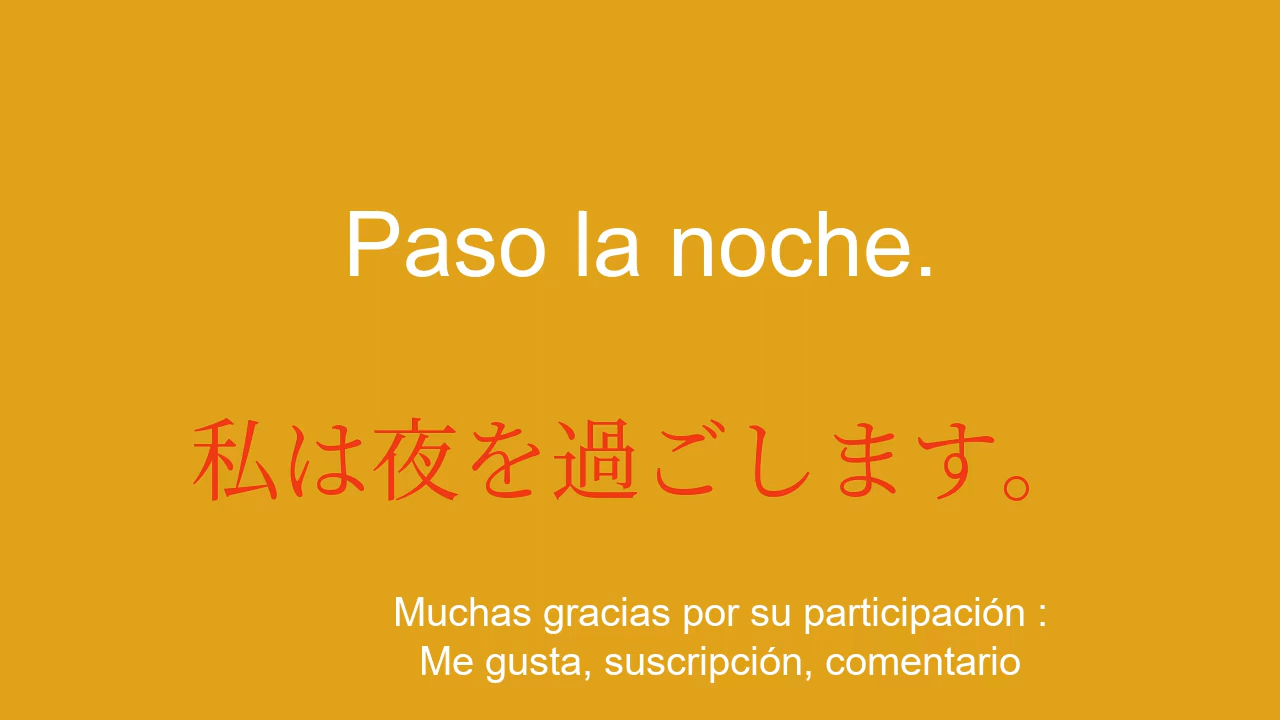 Paso la noche.
私は夜を過ごします。
Muchas gracias por su participación :
Me gusta, suscripción, comentario